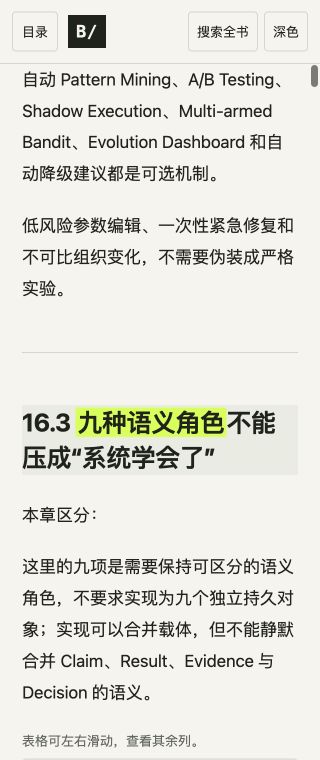 目录
B/
搜索全书
深色
自动 Pattern Mining、A/B Testing、
Shadow Execution、Multi-armed
Bandit、Evolution Dashboard 和自
动降级建议都是可选机制。
低风险参数编辑、一次性紧急修复和
不可比组织变化，不需要伪装成严格
实验。
16.3 九种语义角色不能
压成“系统学会了”
本章区分：
这里的九项是需要保持可区分的语义
角色，不要求实现为九个独立持久对
象；实现可以合并载体，但不能静默
合并 Claim、Result、Evidence 与
Decision 的语义。
表格可左右滑动，查看其余列。